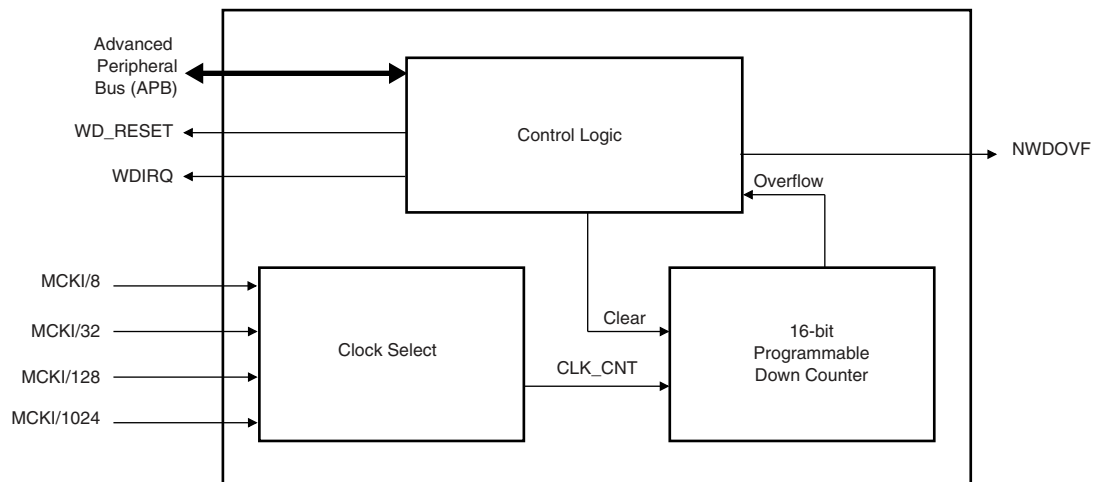 Advanced
Peripheral
Bus (APB)
WD_RESET
WDIRQ
Control Logic
NWDOVF
Overflow
MCKI/8
MCKI/32
MCKI/128
MCKI/1024
Clock Select
Clear
CLK_CNT
16-bit
Programmable
Down Counter